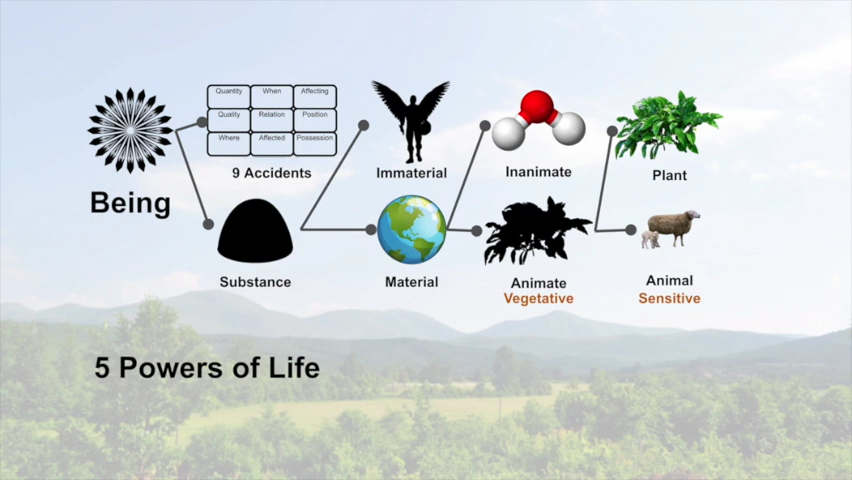 Quantity When Affecting
Quality Relation Position
Where Affected Possession
9 Accidents
Immaterial
Inanimate
Plant
Being
Substance
Material
Animate
Vegetative
Animal
Sensitive
5 Powers of Life